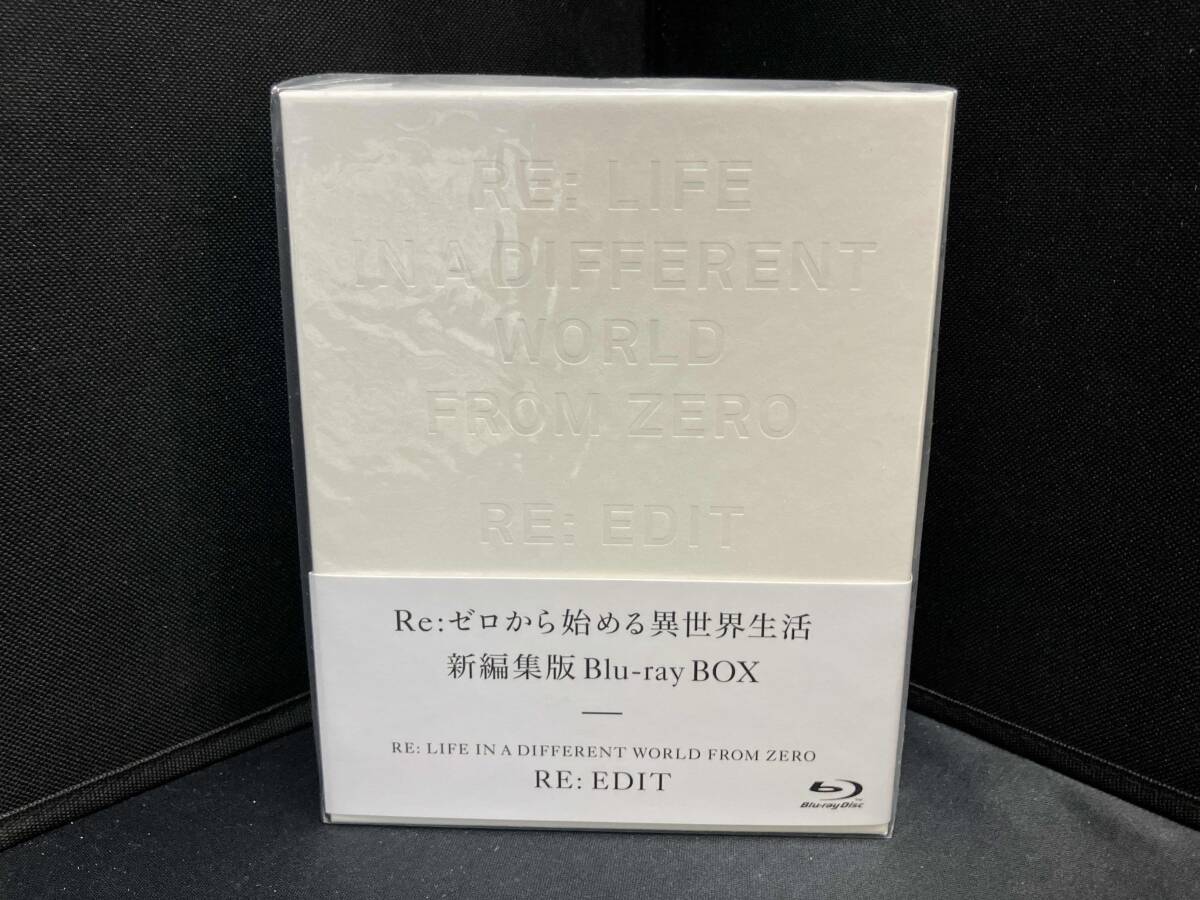 RE: LIFE
IN A DIFFERENT
WORLD
FROM ZERO
RE: EDIT
Re:ゼロから始める異世界生活
新編集版 Blu-ray BOX
RE: LIFE IN A DIFFERENT WORLD FROM ZERO
RE: EDIT
Blu-ray Disc